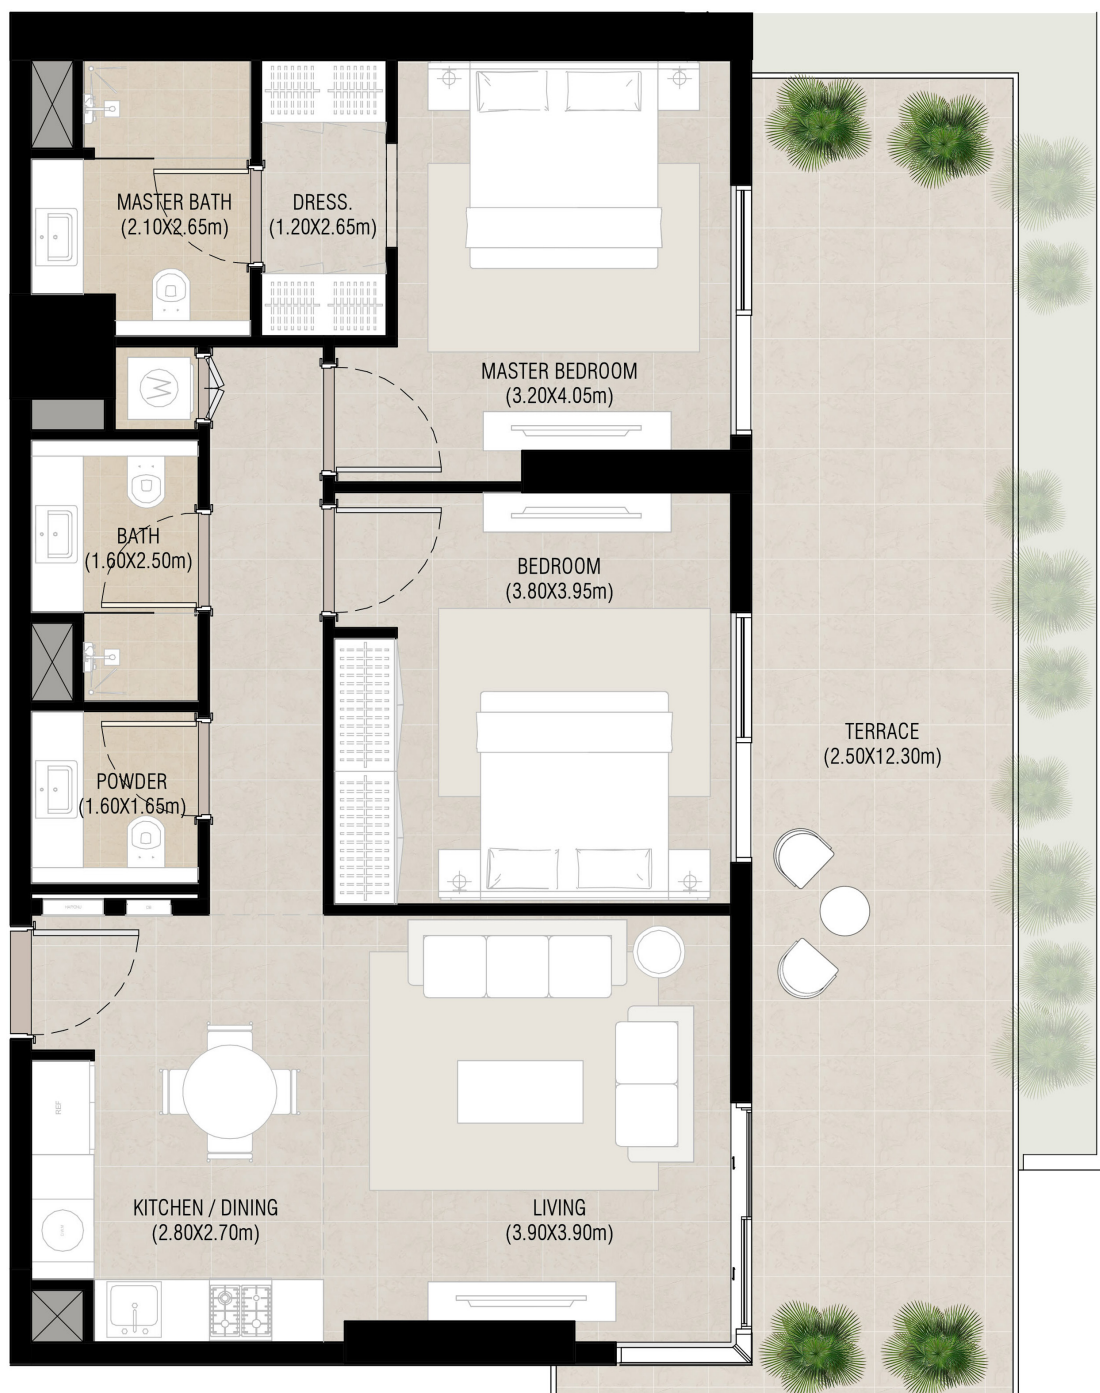 MASTER BATH
(2.10X2.65m)
DRESS.
(1.20X2.65m)
MASTER BEDROOM
(3.20X4.05m)
W
BATH
(1.60X2.50m)
BEDROOM
(3.80X3.95m)
TERRACE
(2.50X12.30m)
POWDER
(1.60X1.65m)
REF
KITCHEN / DINING
(2.80X2.70m)
LIVING
(3.90X3.90m)